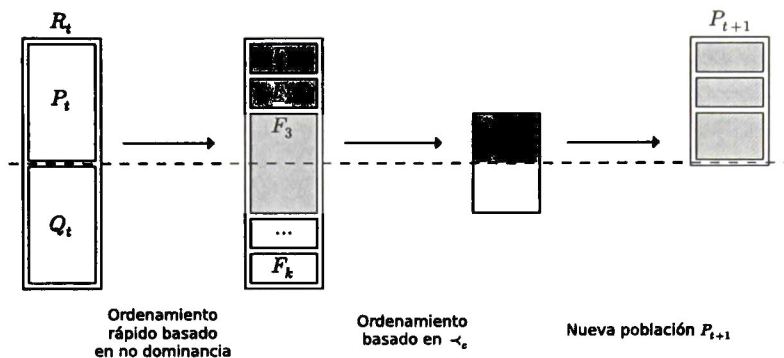 R_t
P_t
Q_t
F_3
...
F_k
P_{t+1}
Ordenamiento
rápido basado
en no dominancia
Ordenamiento
basado en ≺_c
Nueva población P_{t+1}